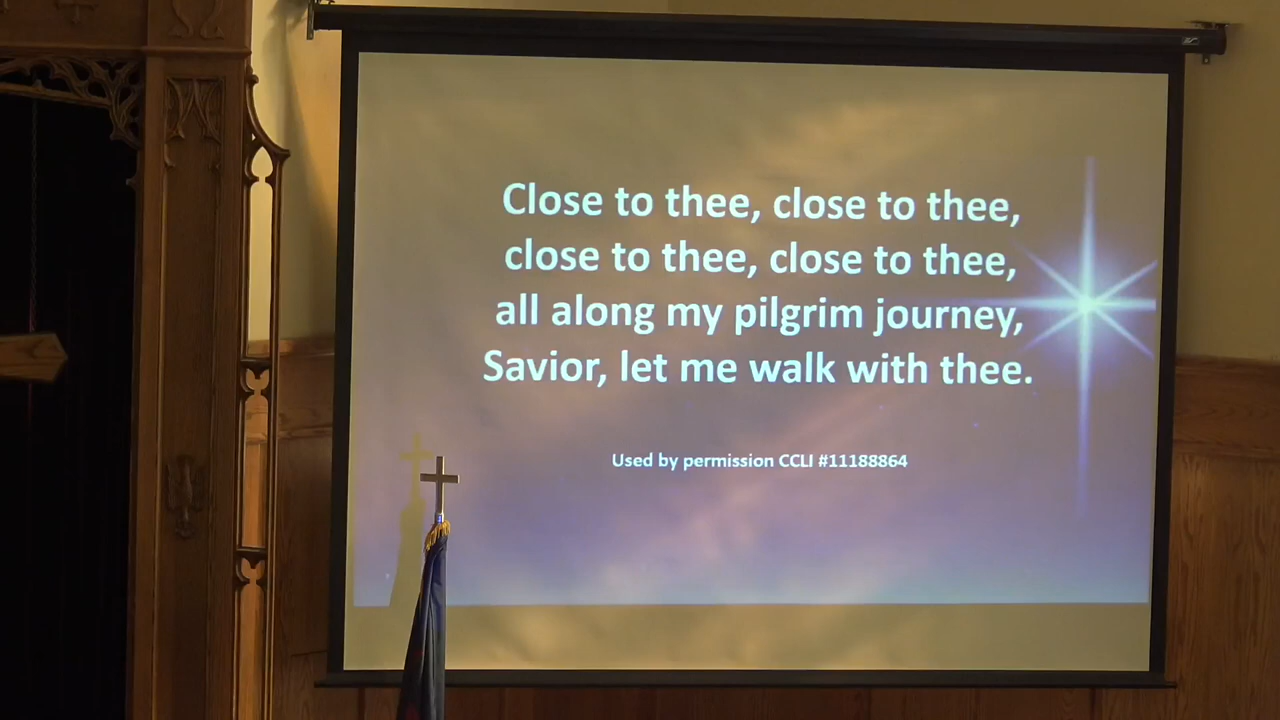 Close to thee, close to thee,
close to thee, close to thee,
all along my pilgrim journey,
Savior, let me walk with thee.
Used by permission CCLI #11188864